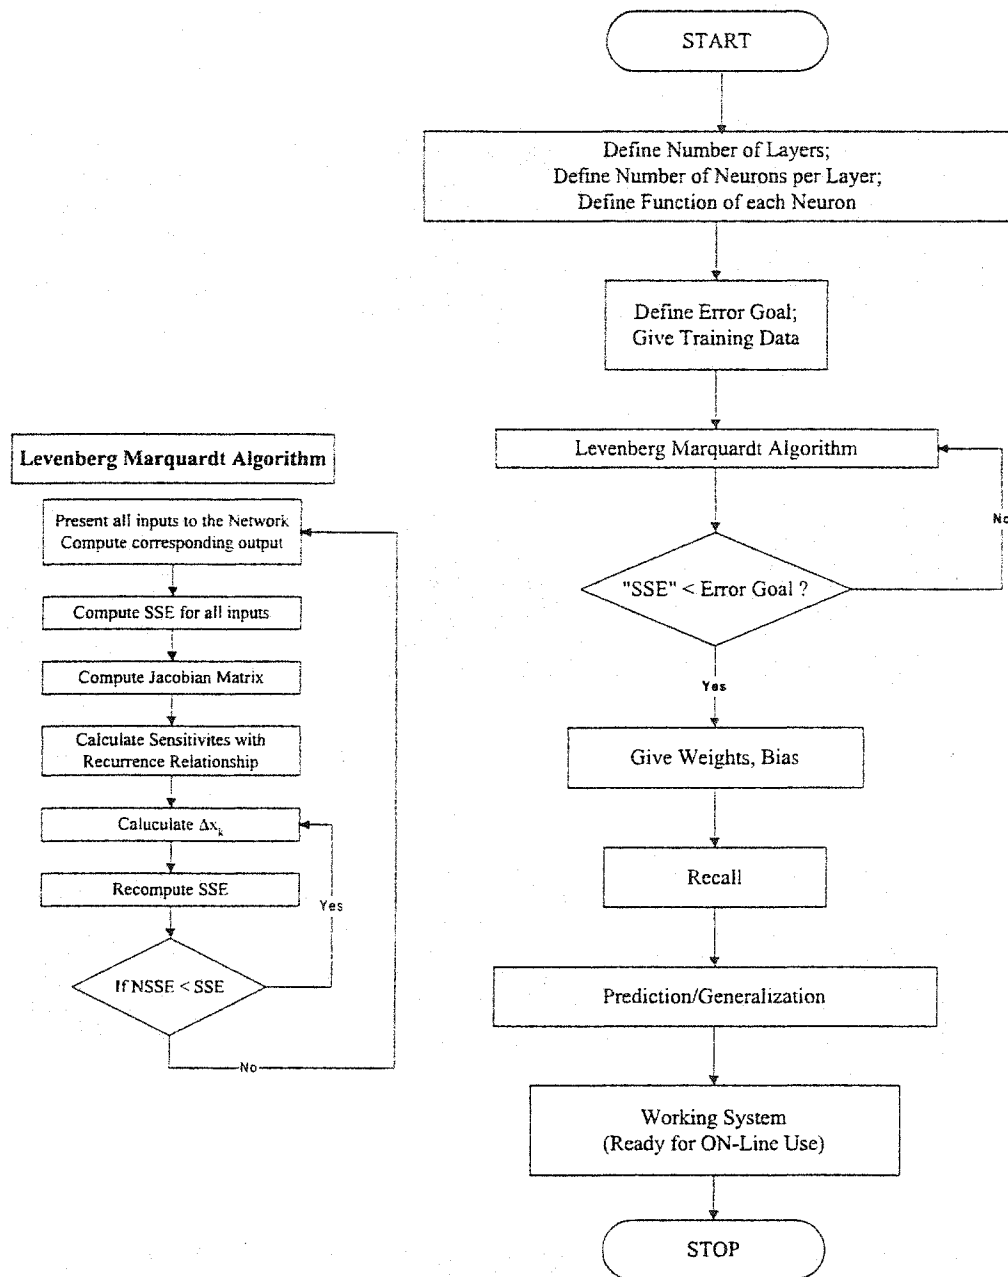 START
Define Number of Layers;
Define Number of Neurons per Layer;
Define Function of each Neuron
Define Error Goal;
Give Training Data
Levenberg Marquardt Algorithm
No
"SSE" < Error Goal ?
Yes
Give Weights, Bias
Recall
Prediction/Generalization
Working System
(Ready for ON-Line Use)
STOP
Levenberg Marquardt Algorithm
Present all inputs to the Network
Compute corresponding output
Compute SSE for all inputs
Compute Jacobian Matrix
Calculate Sensitivites with
Recurrence Relationship
Caluculate Δxₖ
Recompute SSE
Yes
If NSSE < SSE
No